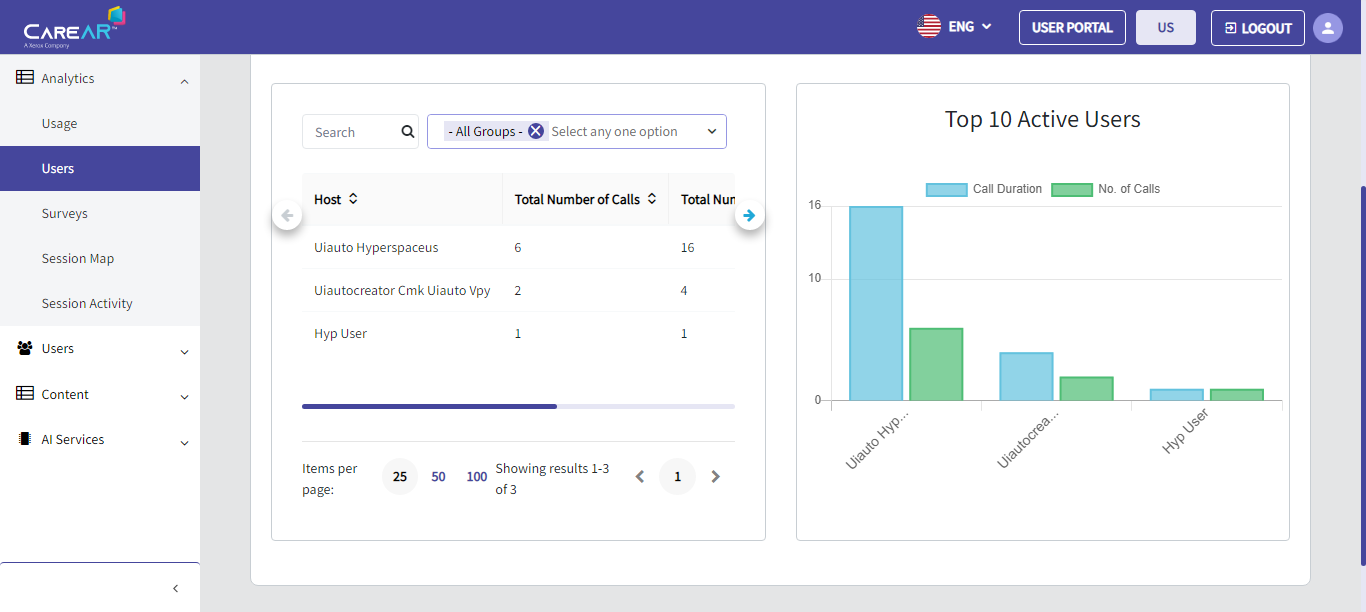 CAREAR™
A Xerox Company
ENG
USER PORTAL
US
LOGOUT
Analytics
Usage
Users
Surveys
Session Map
Session Activity
Users
Content
AI Services
Search
- All Groups -
Select any one option
Host
Total Number of Calls
Total Num
Uiauto Hyperspaceus
6
16
Uiautocreator Cmk Uiauto Vpy
2
4
Hyp User
1
1
Items per
page:
25
50
100
Showing results 1-3
of 3
1
Top 10 Active Users
Call Duration
No. of Calls
16
10
0
Uiauto Hyp...
Uiautocrea...
Hyp User